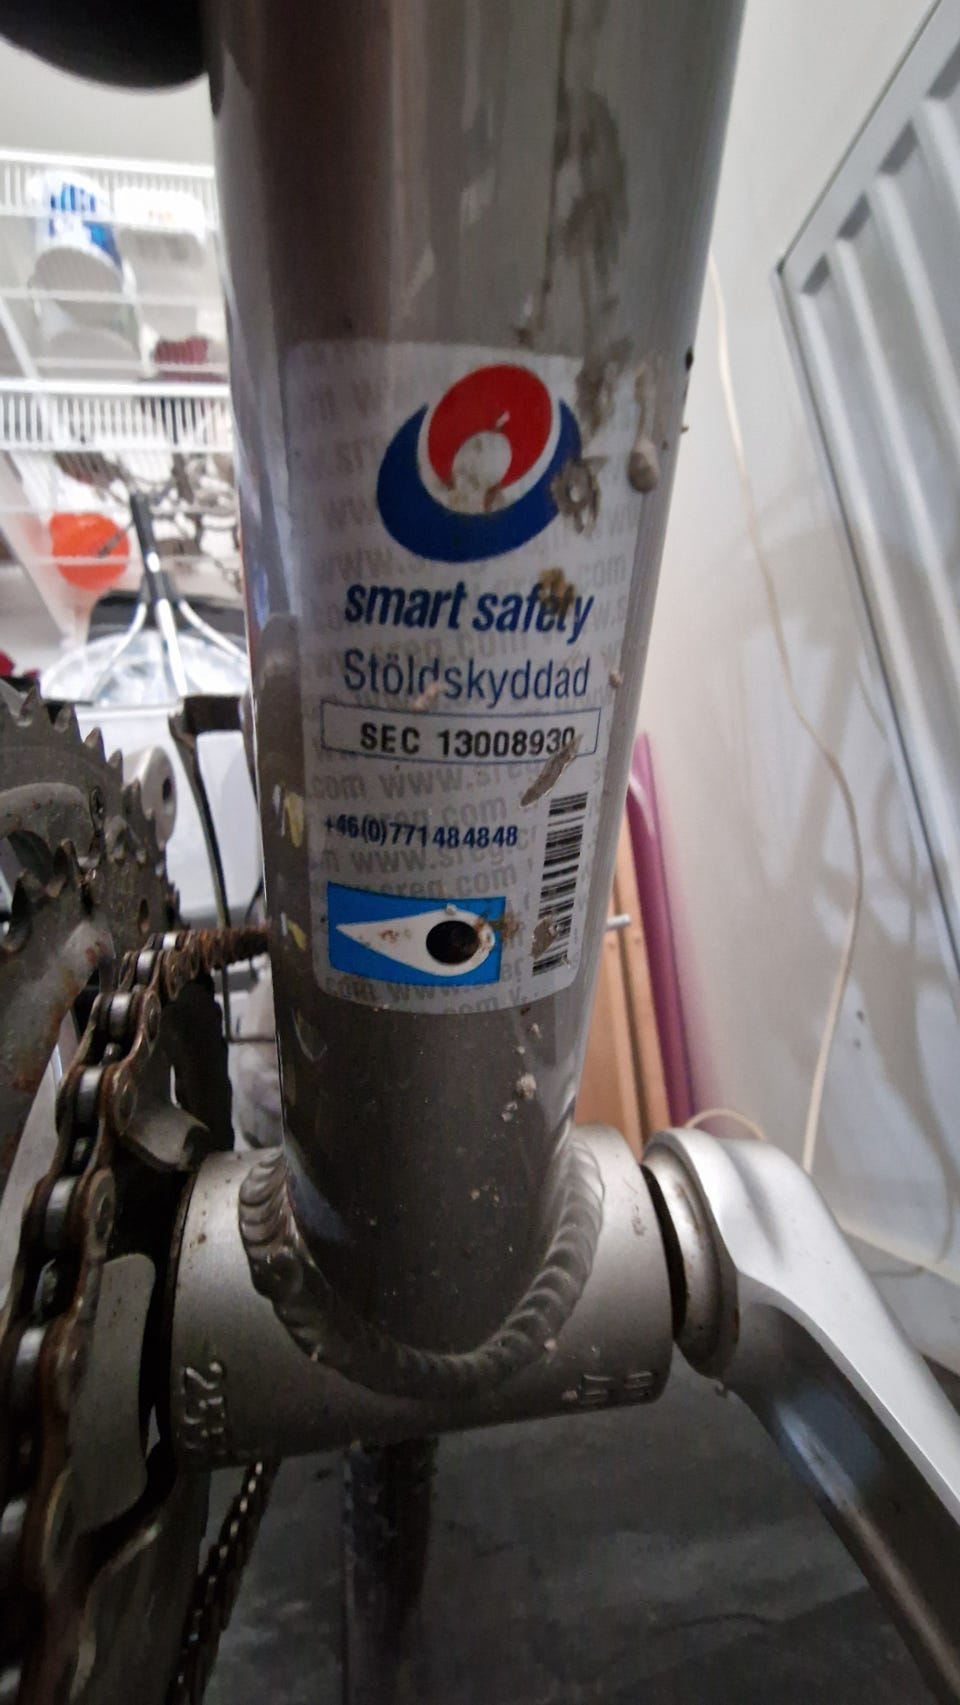 smart safety
Stöldskyddad
SEC 13008930
+46(0)771484848